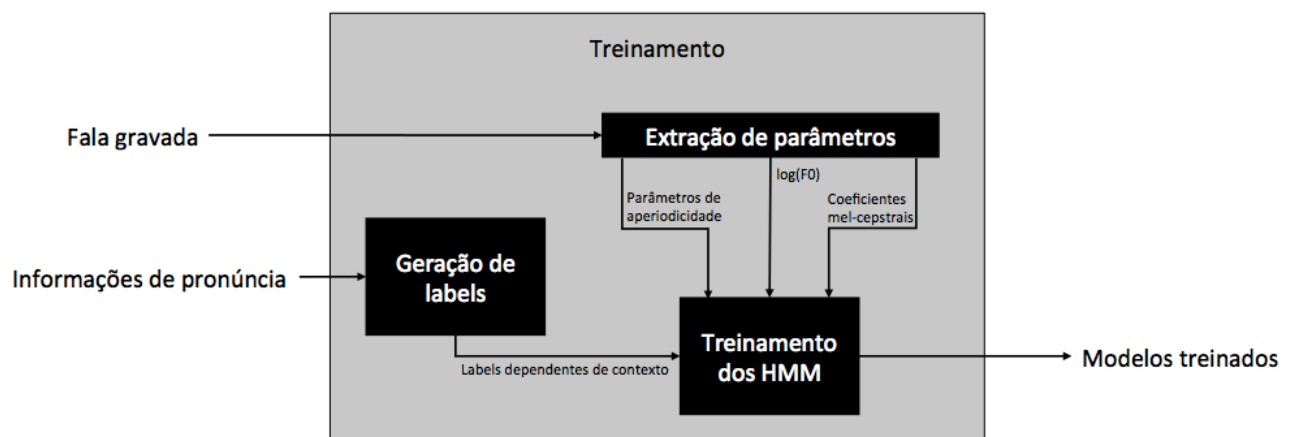 Treinamento
Fala gravada
Extração de parâmetros
log(F0)
Parâmetros de
aperiodicidade
Coeficientes
mel-cepstrais
Informações de pronúncia
Geração de
labels
Labels dependentes de contexto
Treinamento
dos HMM
Modelos treinados